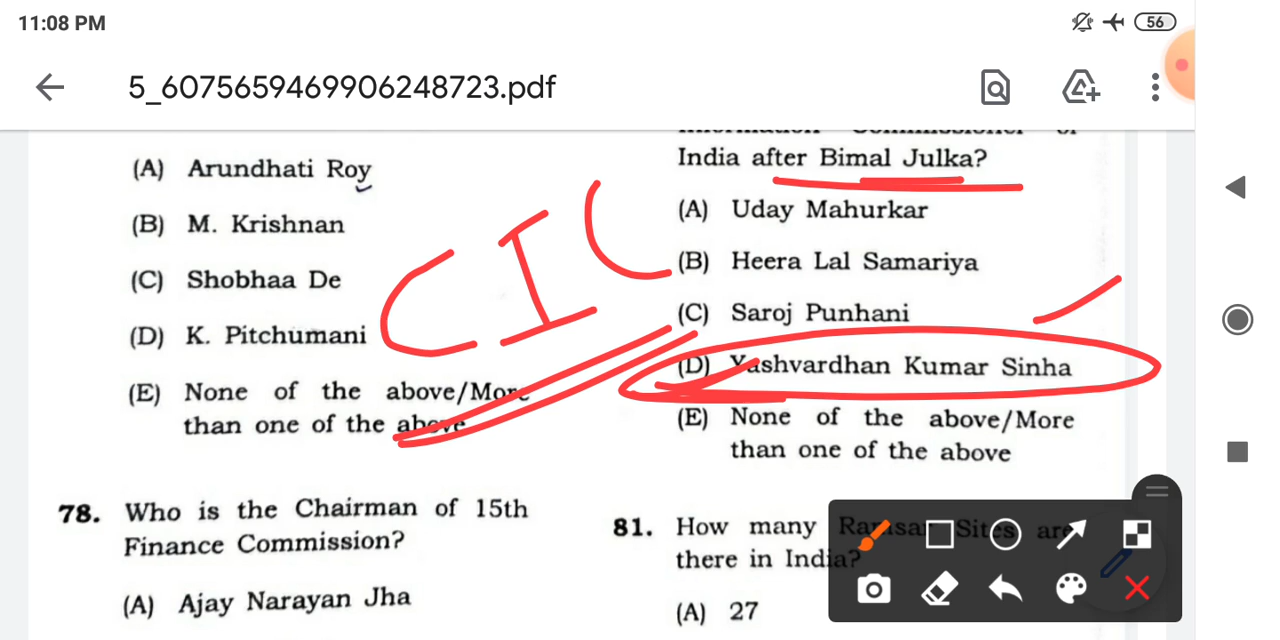 11:08 PM
56
5_6075659469906248723.pdf
(A) Arundhati Roy
(B) M. Krishnan
(C) Shobhaa De
(D) K. Pitchumani
(E) None of the above/More
than one of the above
78. Who is the Chairman of 15th
Finance Commission?
(A) Ajay Narayan Jha
CIC
India after Bimal Julka?
(A) Uday Mahurkar
(B) Heera Lal Samariya
(C) Saroj Punhani
(D) Yashvardhan Kumar Sinha
(E) None of the above/More
than one of the above
81. How many Ramsar Sites are
there in India?
(A) 27